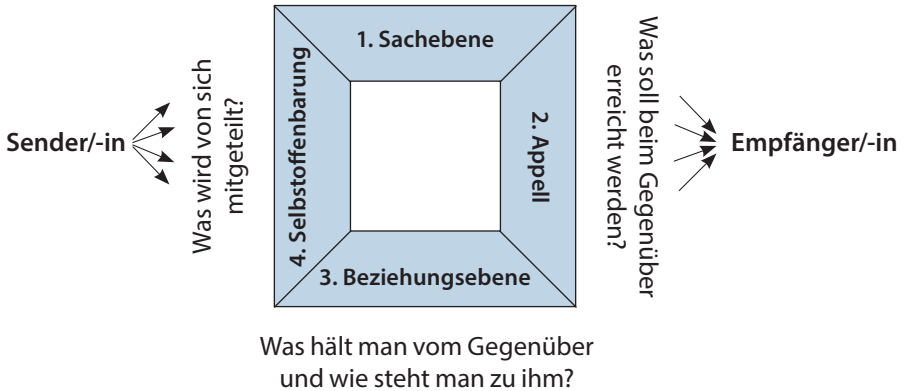 1. Sachebene
Sender/-in
Was wird von sich
mitgeteilt?
4. Selbstoffenbarung
2. Appell
Was soll beim Gegenüber
erreicht werden?
Empfänger/-in
3. Beziehungsebene
Was hält man vom Gegenüber
und wie steht man zu ihm?